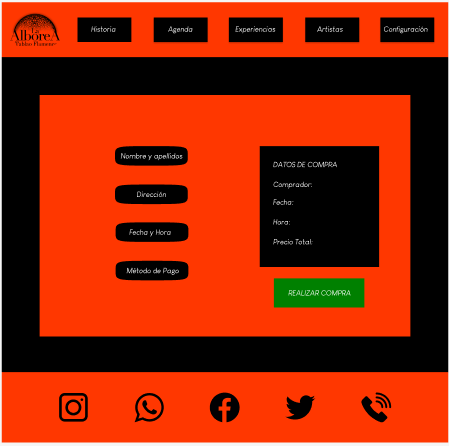 La
AlboreA
Tablao Flamenco
Historia
Agenda
Experiencias
Artistas
Configuración
Nombre y apellidos
Dirección
Fecha y Hora
Método de Pago
DATOS DE COMPRA
Comprador:
Fecha:
Hora:
Precio Total:
REALIZAR COMPRA